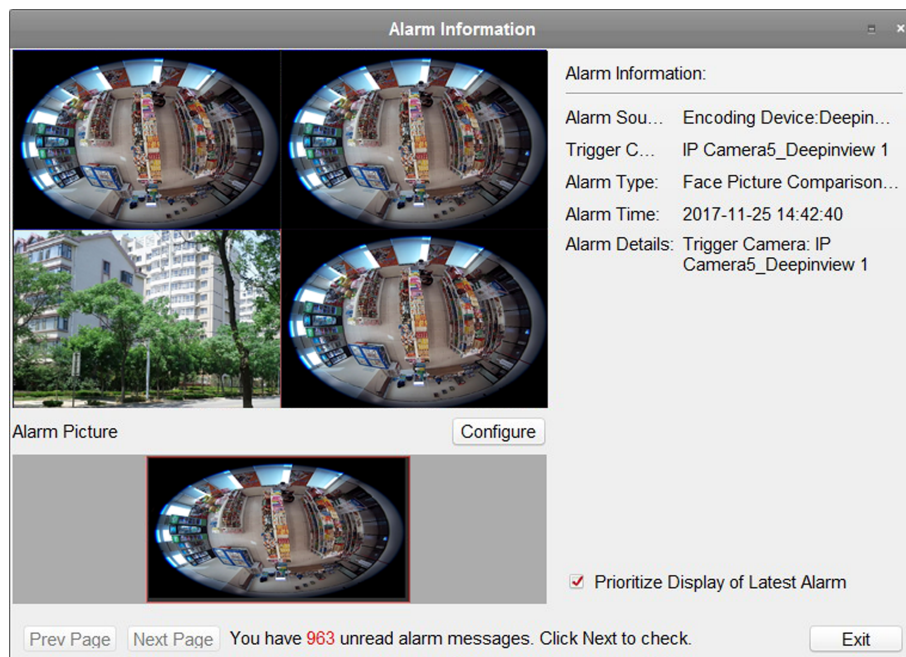 Alarm Information
Alarm Information:
Alarm Sou... Encoding Device:Deepin...
Trigger C... IP Camera5_Deepinview 1
Alarm Type: Face Picture Comparison...
Alarm Time: 2017-11-25 14:42:40
Alarm Details: Trigger Camera: IP
Camera5_Deepinview 1
Alarm Picture
Configure
Prioritize Display of Latest Alarm
Prev Page Next Page You have 963 unread alarm messages. Click Next to check. Exit